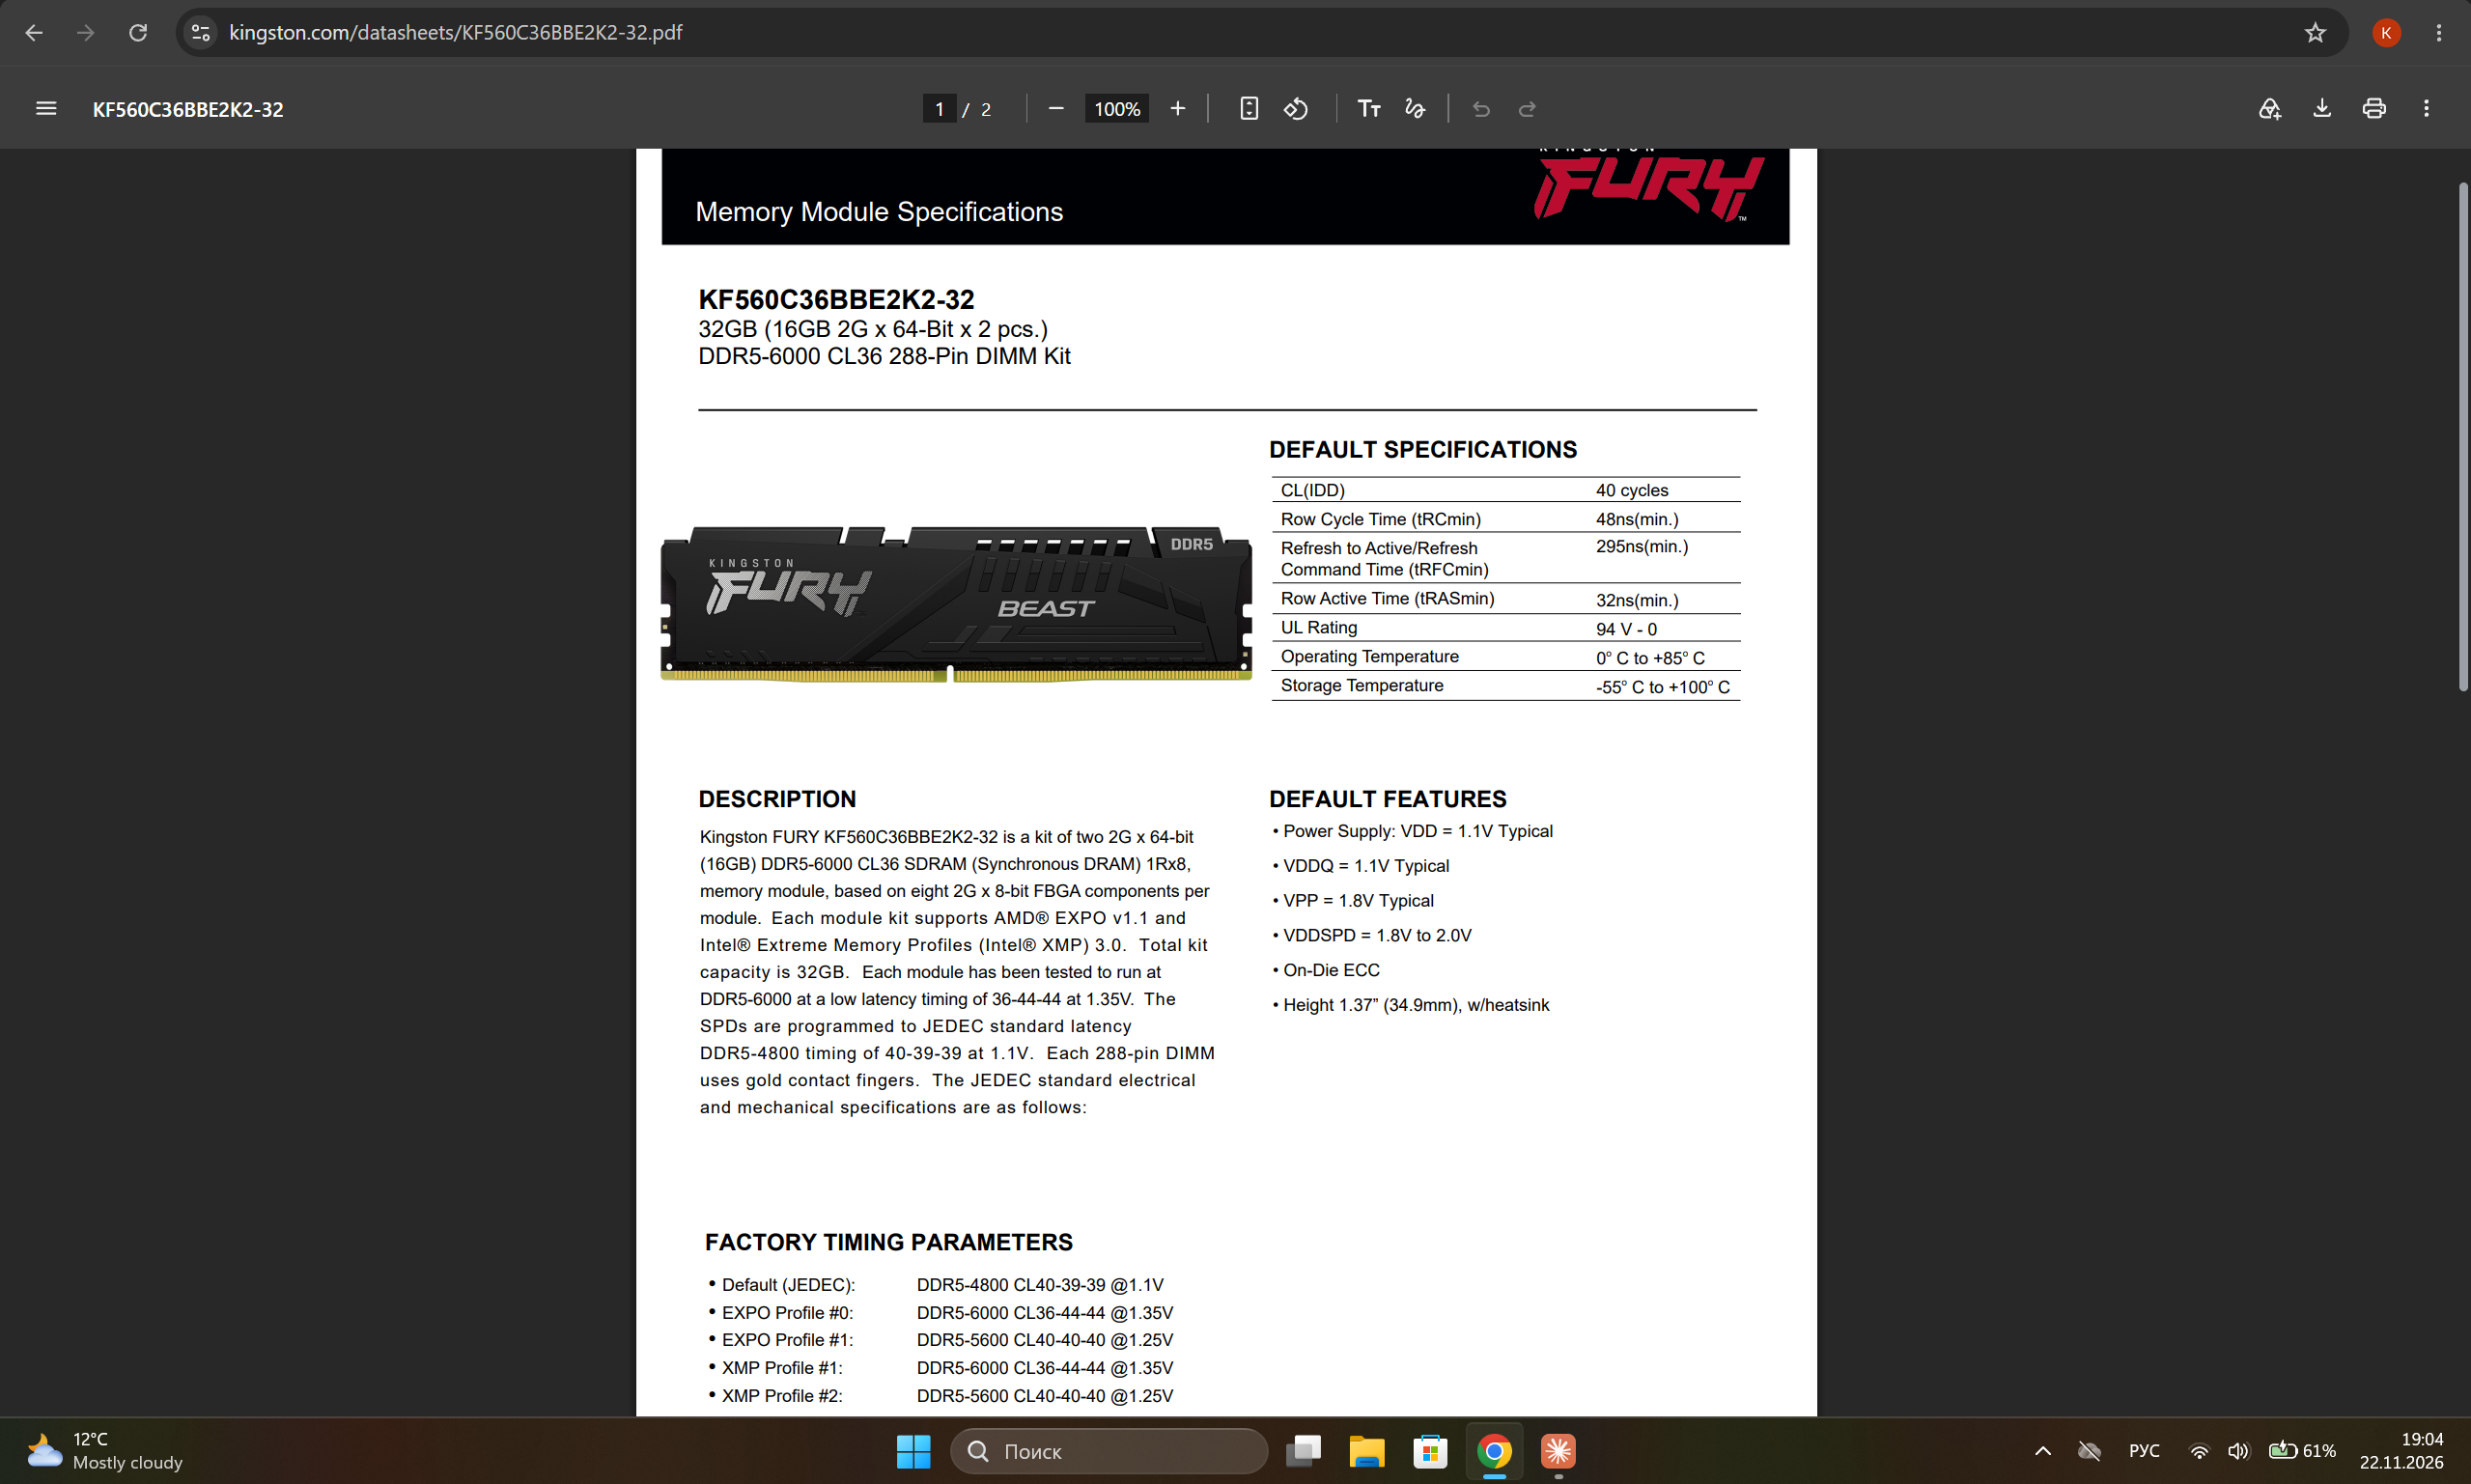 kingston.com/datasheets/KF560C36BBE2K2-32.pdf
K
KF560C36BBE2K2-32
1 / 2
100%
KINGSTON
FURY
TM
Memory Module Specifications
KF560C36BBE2K2-32
32GB (16GB 2G x 64-Bit x 2 pcs.)
DDR5-6000 CL36 288-Pin DIMM Kit
DEFAULT SPECIFICATIONS
CL(IDD) 40 cycles
Row Cycle Time (tRCmin) 48ns(min.)
Refresh to Active/Refresh 295ns(min.)
Command Time (tRFCmin)
Row Active Time (tRASmin) 32ns(min.)
UL Rating 94 V - 0
Operating Temperature 0° C to +85° C
Storage Temperature -55° C to +100° C
DDR5
KINGSTON
FURY
BEAST
DESCRIPTION
Kingston FURY KF560C36BBE2K2-32 is a kit of two 2G x 64-bit
(16GB) DDR5-6000 CL36 SDRAM (Synchronous DRAM) 1Rx8,
memory module, based on eight 2G x 8-bit FBGA components per
module. Each module kit supports AMD® EXPO v1.1 and
Intel® Extreme Memory Profiles (Intel® XMP) 3.0. Total kit
capacity is 32GB. Each module has been tested to run at
DDR5-6000 at a low latency timing of 36-44-44 at 1.35V. The
SPDs are programmed to JEDEC standard latency
DDR5-4800 timing of 40-39-39 at 1.1V. Each 288-pin DIMM
uses gold contact fingers. The JEDEC standard electrical
and mechanical specifications are as follows:
DEFAULT FEATURES
• Power Supply: VDD = 1.1V Typical
• VDDQ = 1.1V Typical
• VPP = 1.8V Typical
• VDDSPD = 1.8V to 2.0V
• On-Die ECC
• Height 1.37” (34.9mm), w/heatsink
FACTORY TIMING PARAMETERS
• Default (JEDEC): DDR5-4800 CL40-39-39 @1.1V
• EXPO Profile #0: DDR5-6000 CL36-44-44 @1.35V
• EXPO Profile #1: DDR5-5600 CL40-40-40 @1.25V
• XMP Profile #1: DDR5-6000 CL36-44-44 @1.35V
• XMP Profile #2: DDR5-5600 CL40-40-40 @1.25V
12°C
Mostly cloudy
Поиск
РУС
61%
19:04
22.11.2026